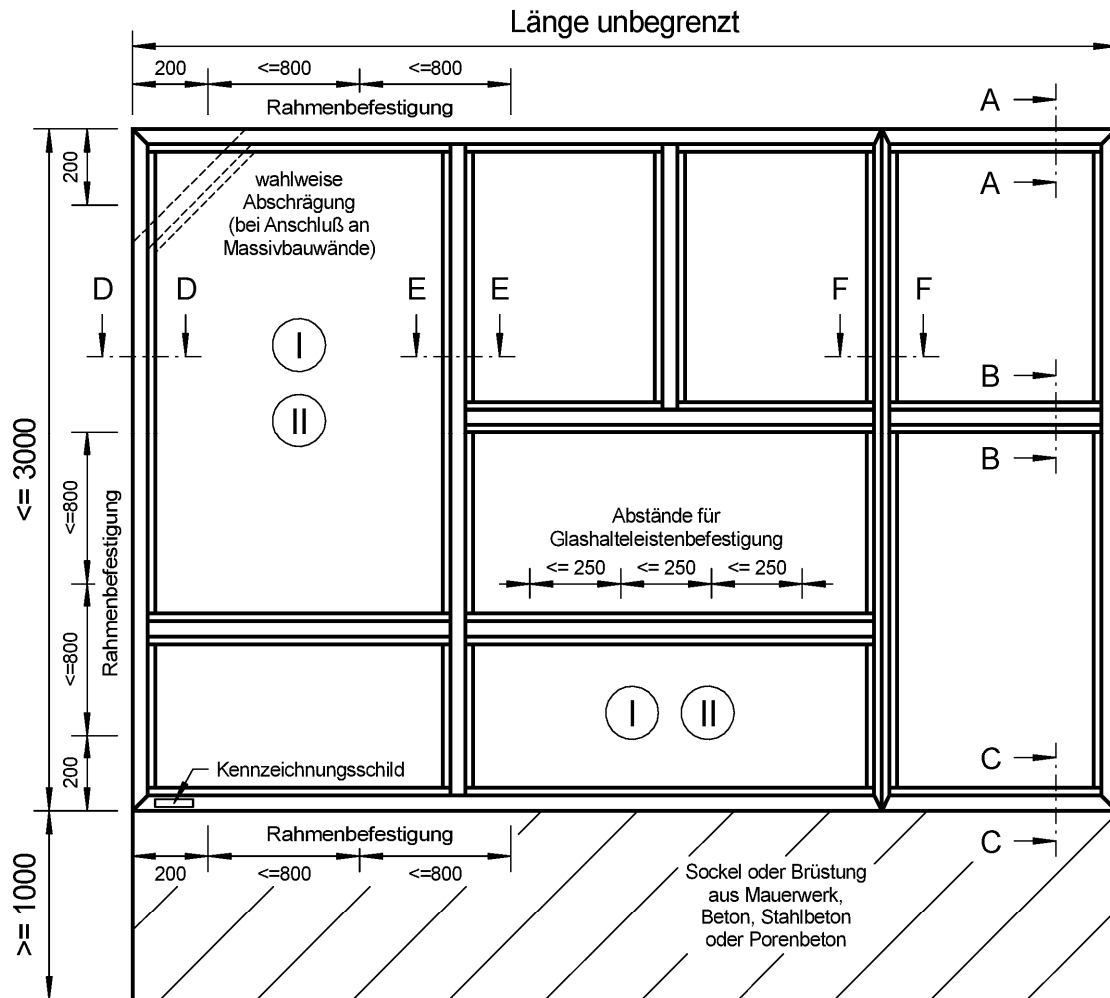 Länge unbegrenzt
200
<=800
<=800
Rahmenbefestigung
A
A
200
wahlweise
Abschrägung
(bei Anschluß an
Massivbauwände)
D
D
E
E
F
F
I
II
B
B
<= 3000
<=800
<=800
Rahmenbefestigung
200
Abstände für
Glashalteleistenbefestigung
<= 250
<= 250
<= 250
I
II
Kennzeichnungsschild
C
C
Rahmenbefestigung
200
<=800
<=800
>= 1000
Sockel oder Brüstung
aus Mauerwerk,
Beton, Stahlbeton
oder Porenbeton